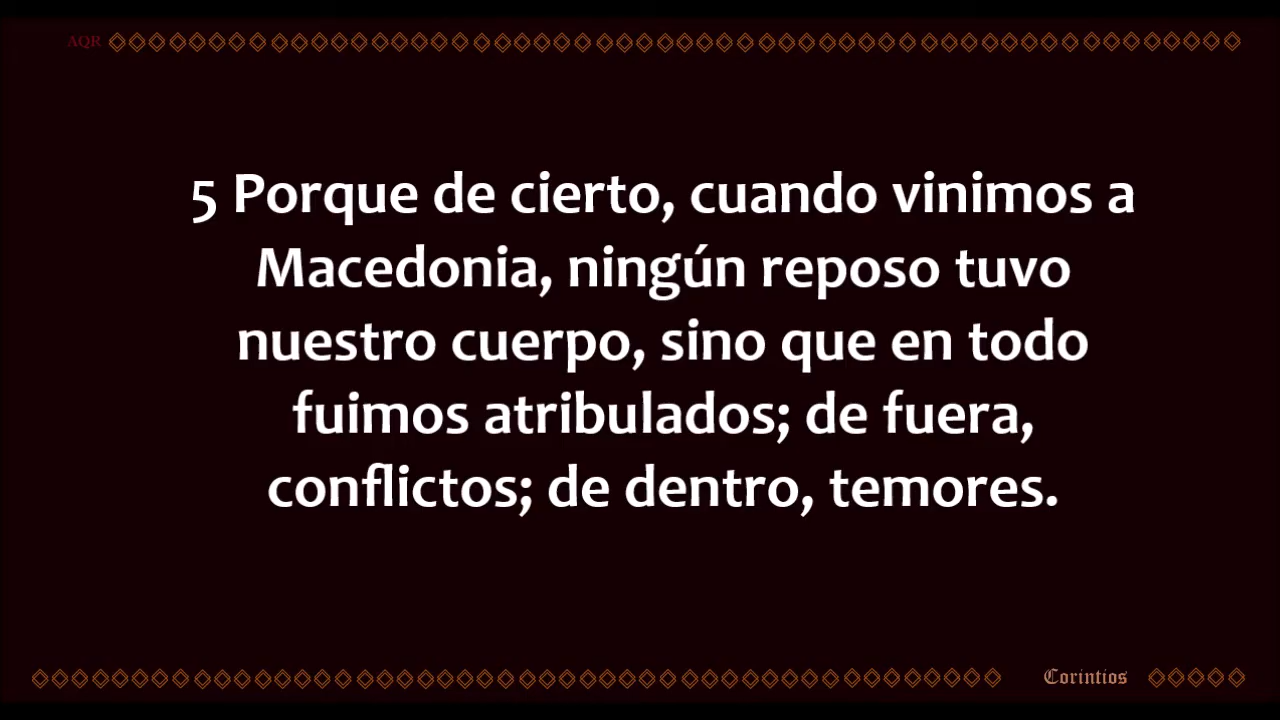 AQR
5 Porque de cierto, cuando vinimos a
Macedonia, ningún reposo tuvo
nuestro cuerpo, sino que en todo
fuimos atribulados; de fuera,
conflictos; de dentro, temores.
Corintios